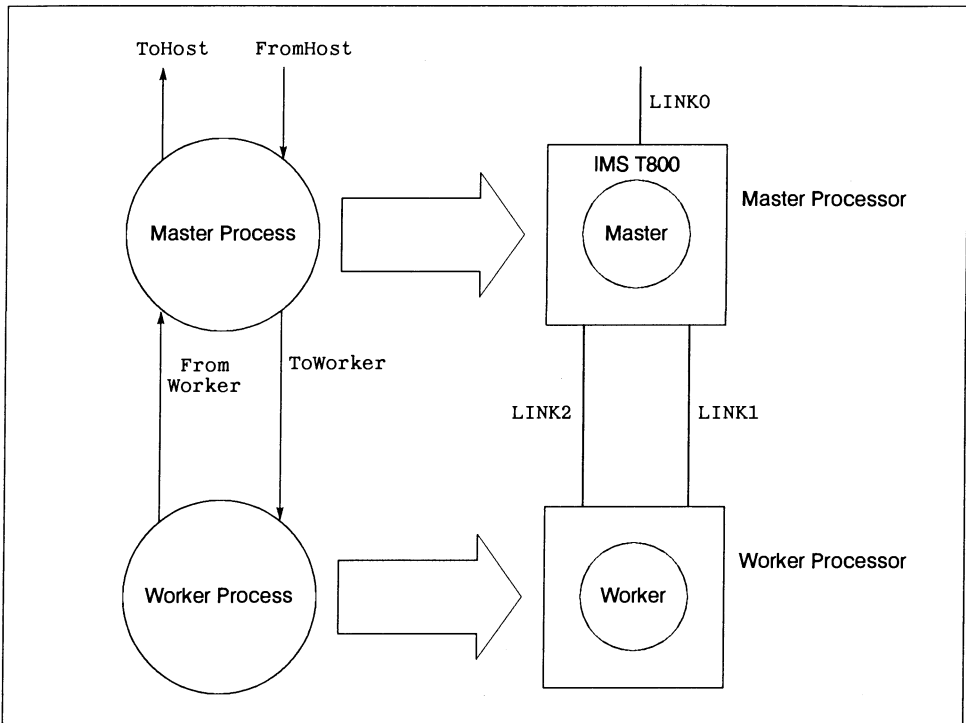 ToHost
FromHost
LINK0
IMS T800
Master Process
Master
Master Processor
From
Worker
ToWorker
LINK2
LINK1
Worker Process
Worker
Worker Processor